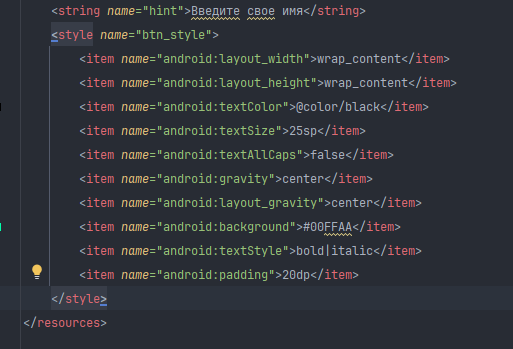 <string name="hint">Введите свое имя</string>
<style name="btn_style">
<item name="android:layout_width">wrap_content</item>
<item name="android:layout_height">wrap_content</item>
<item name="android:textColor">@color/black</item>
<item name="android:textSize">25sp</item>
<item name="android:textAllCaps">false</item>
<item name="android:gravity">center</item>
<item name="android:layout_gravity">center</item>
<item name="android:background">#00FFAA</item>
<item name="android:textStyle">bold|italic</item>
<item name="android:padding">20dp</item>
</style>
</resources>